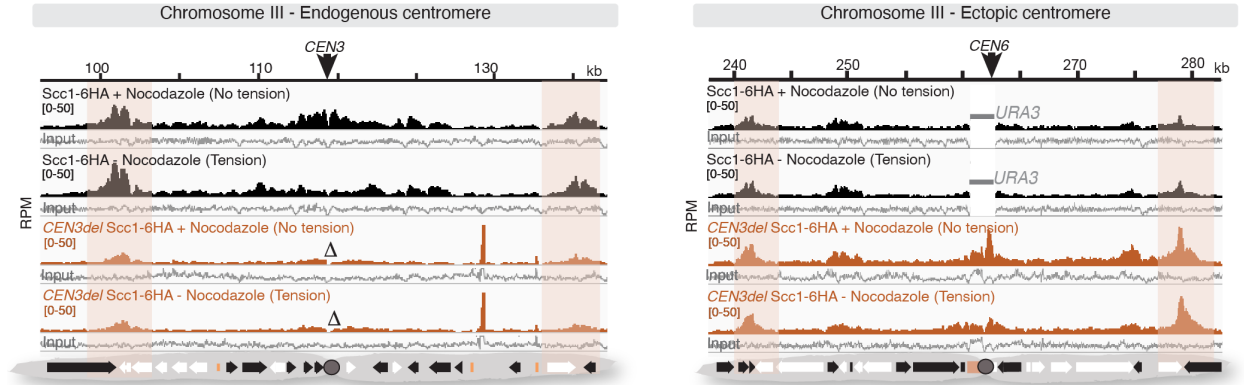 Chromosome III - Endogenous centromere
CEN3
100 110 130 kb
Scc1-6HA + Nocodazole (No tension)
[0-50]
Input
Scc1-6HA - Nocodazole (Tension)
[0-50]
Input
CEN3del Scc1-6HA + Nocodazole (No tension)
[0-50]
Δ
Input
CEN3del Scc1-6HA - Nocodazole (Tension)
[0-50]
Δ
Input
RPM
Chromosome III - Ectopic centromere
CEN6
240 250 270 280 kb
Scc1-6HA + Nocodazole (No tension)
[0-50]
URA3
Input
Scc1-6HA - Nocodazole (Tension)
[0-50]
URA3
Input
CEN3del Scc1-6HA + Nocodazole (No tension)
[0-50]
Input
CEN3del Scc1-6HA - Nocodazole (Tension)
[0-50]
Input
RPM